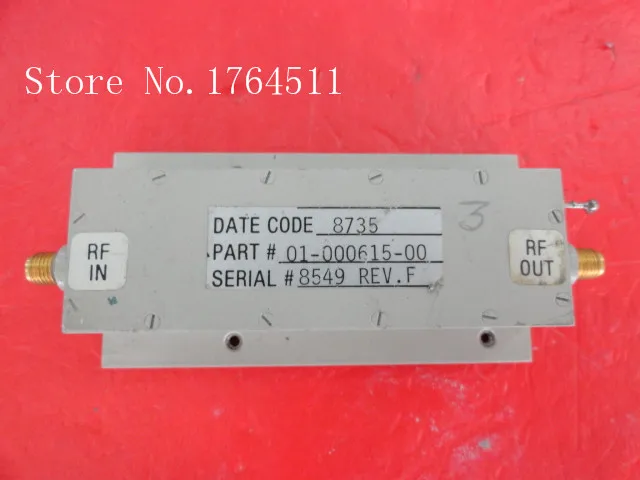 Store No.1764511
DATE CODE 8735
3
PART # 01-000615-00
SERIAL # 8549 REV.F
RF
IN
RF
OUT